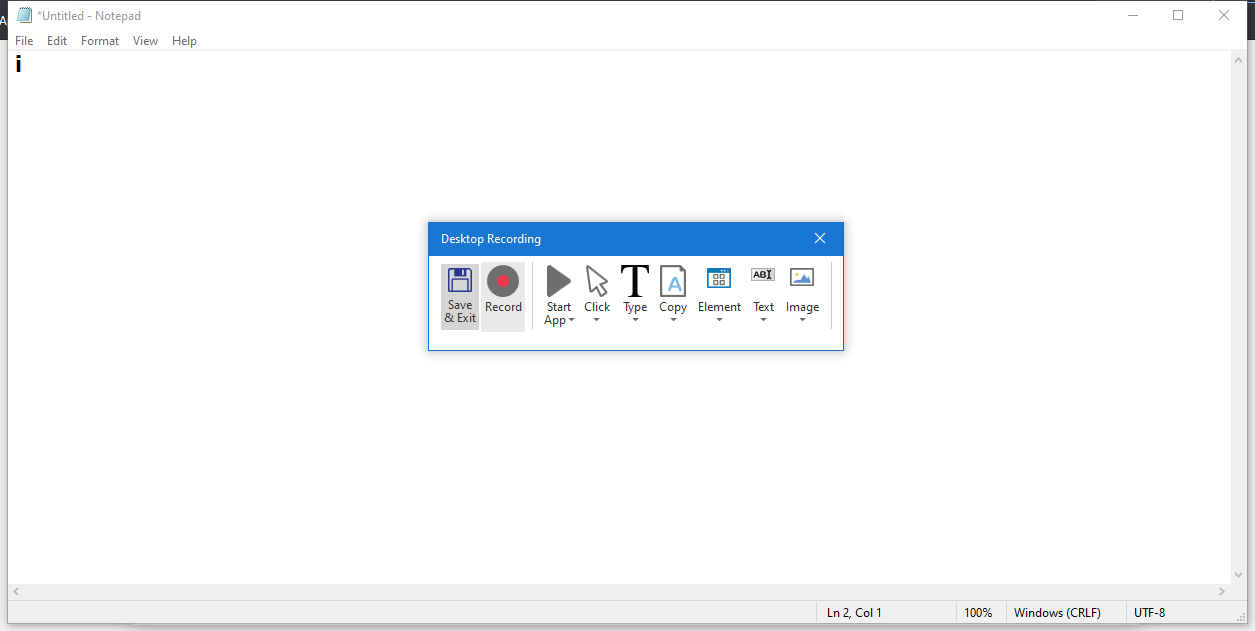 A
*Untitled - Notepad
File Edit Format View Help
i
Desktop Recording
Save & Exit
Record
Start App
Click
Type
Copy
Element
Text
Image
T
A
ABI
Ln 2, Col 1 100% Windows (CRLF) UTF-8